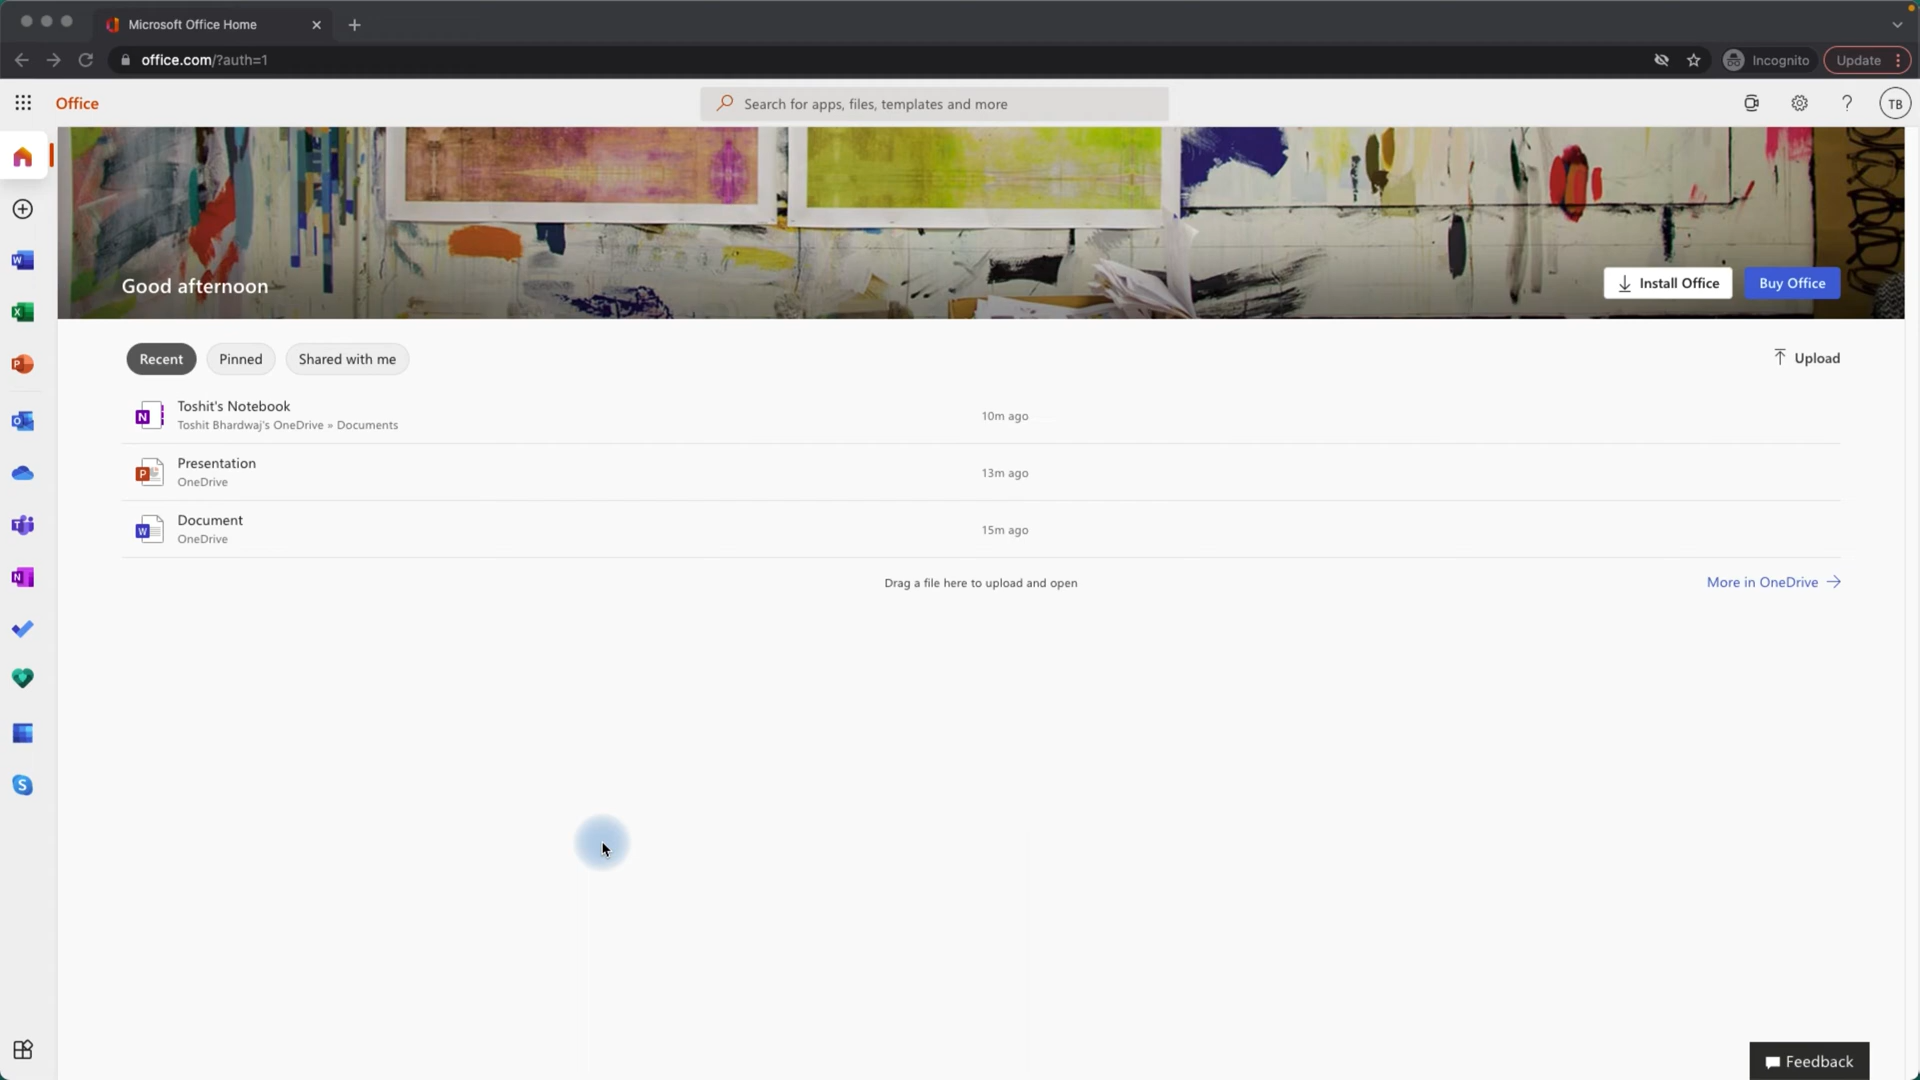 Microsoft Office Home
office.com/?auth=1
Incognito
Update
Office
Search for apps, files, templates and more
TB
Good afternoon
Install Office
Buy Office
Recent
Pinned
Shared with me
Upload
Toshit's Notebook
Toshit Bhardwaj's OneDrive » Documents
10m ago
Presentation
OneDrive
13m ago
Document
OneDrive
15m ago
Drag a file here to upload and open
More in OneDrive
Feedback